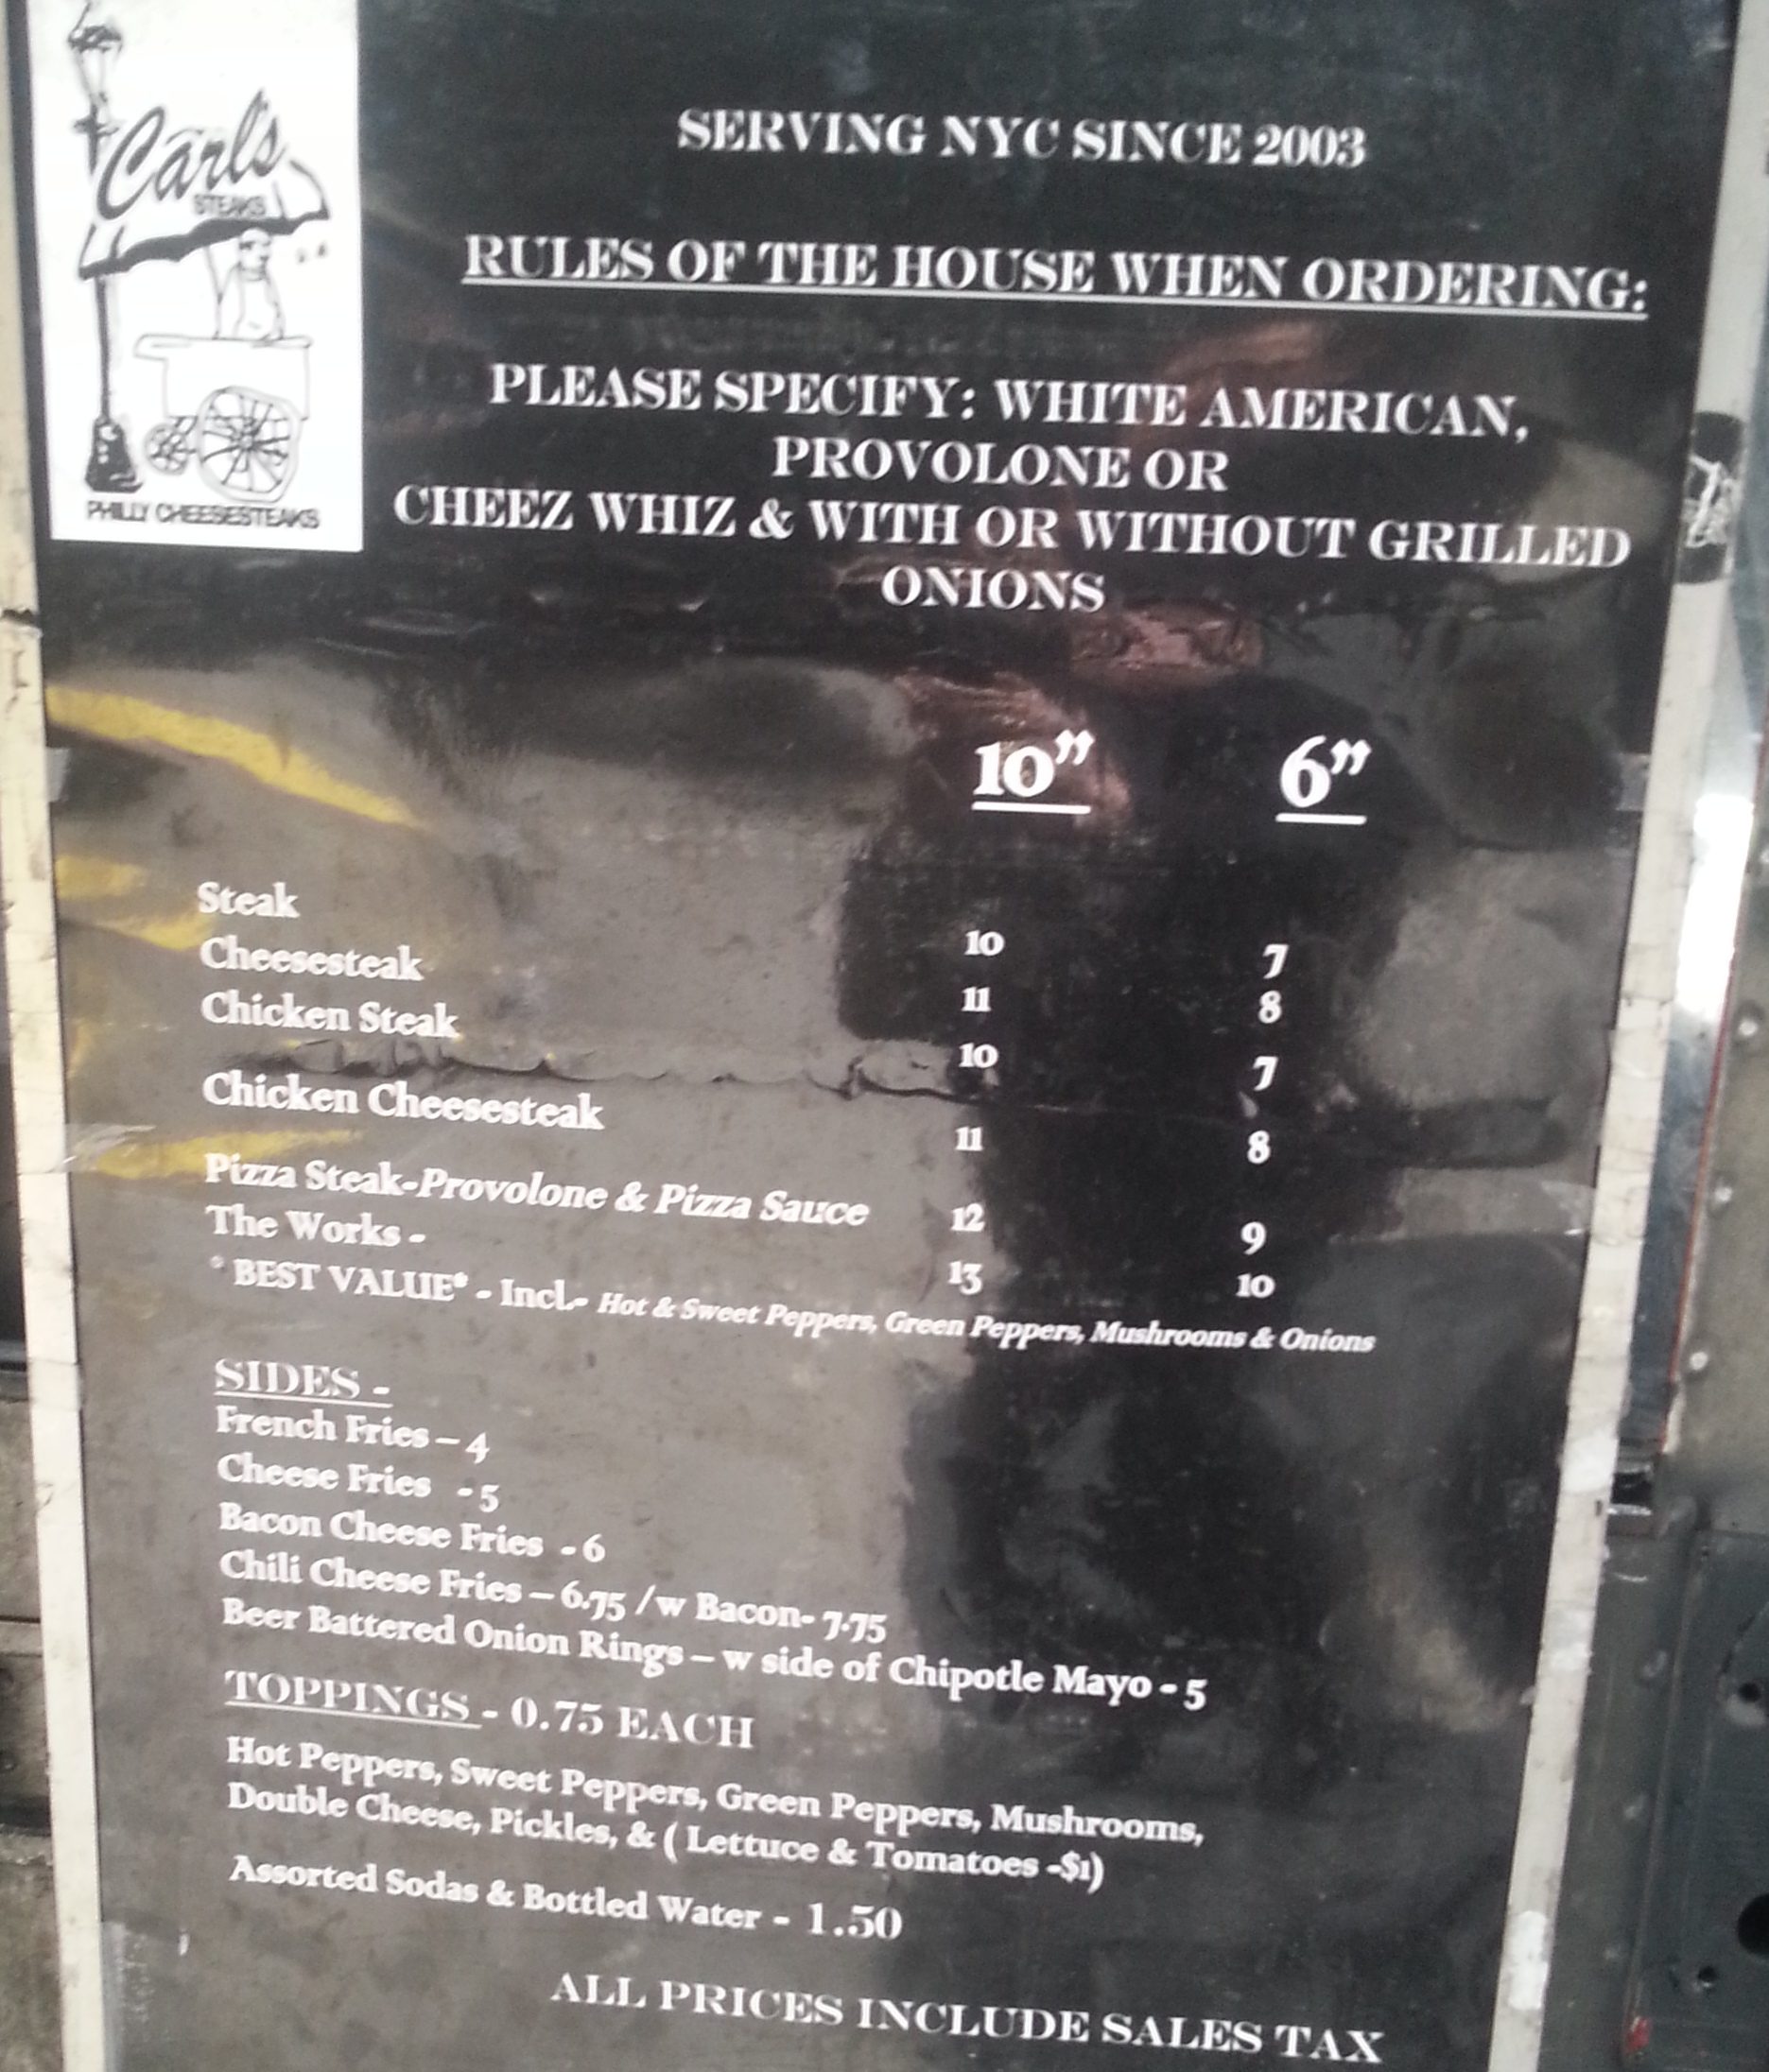 Carl's
STEAKS
PHILLY CHEESESTEAKS
SERVING NYC SINCE 2003
RULES OF THE HOUSE WHEN ORDERING:
PLEASE SPECIFY: WHITE AMERICAN,
PROVOLONE OR
CHEEZ WHIZ & WITH OR WITHOUT GRILLED
ONIONS
10” 6”
Steak 10 7
Cheesesteak 11 8
Chicken Steak 10 7
Chicken Cheesesteak 11 8
Pizza Steak-Provolone & Pizza Sauce 12 9
The Works - 13 10
* BEST VALUE* - Incl.- Hot & Sweet Peppers, Green Peppers, Mushrooms & Onions
SIDES -
French Fries – 4
Cheese Fries - 5
Bacon Cheese Fries - 6
Chili Cheese Fries – 6.75 /w Bacon- 7.75
Beer Battered Onion Rings – w side of Chipotle Mayo - 5
TOPPINGS - 0.75 EACH
Hot Peppers, Sweet Peppers, Green Peppers, Mushrooms,
Double Cheese, Pickles, & ( Lettuce & Tomatoes -$1)
Assorted Sodas & Bottled Water - 1.50
ALL PRICES INCLUDE SALES TAX